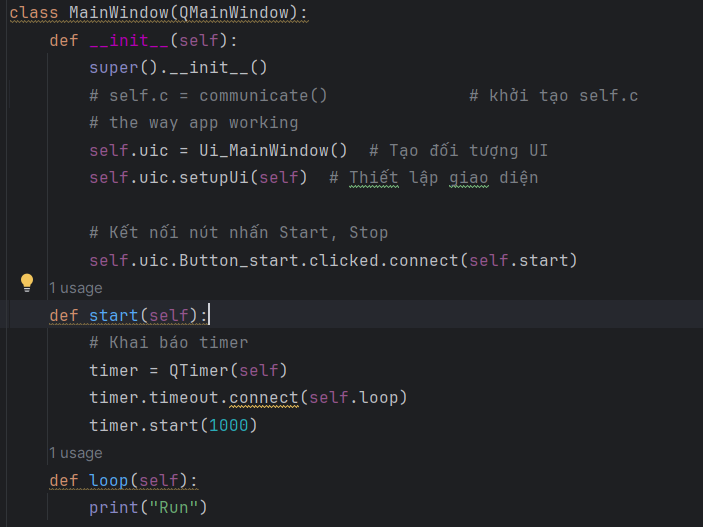 class MainWindow(QMainWindow):
def __init__(self):
super().__init__()
# self.c = communicate() # khởi tạo self.c
# the way app working
self.uic = Ui_MainWindow() # Tạo đối tượng UI
self.uic.setupUi(self) # Thiết lập giao diện
# Kết nối nút nhấn Start, Stop
self.uic.Button_start.clicked.connect(self.start)
1 usage
def start(self):
# Khai báo timer
timer = QTimer(self)
timer.timeout.connect(self.loop)
timer.start(1000)
1 usage
def loop(self):
print("Run")